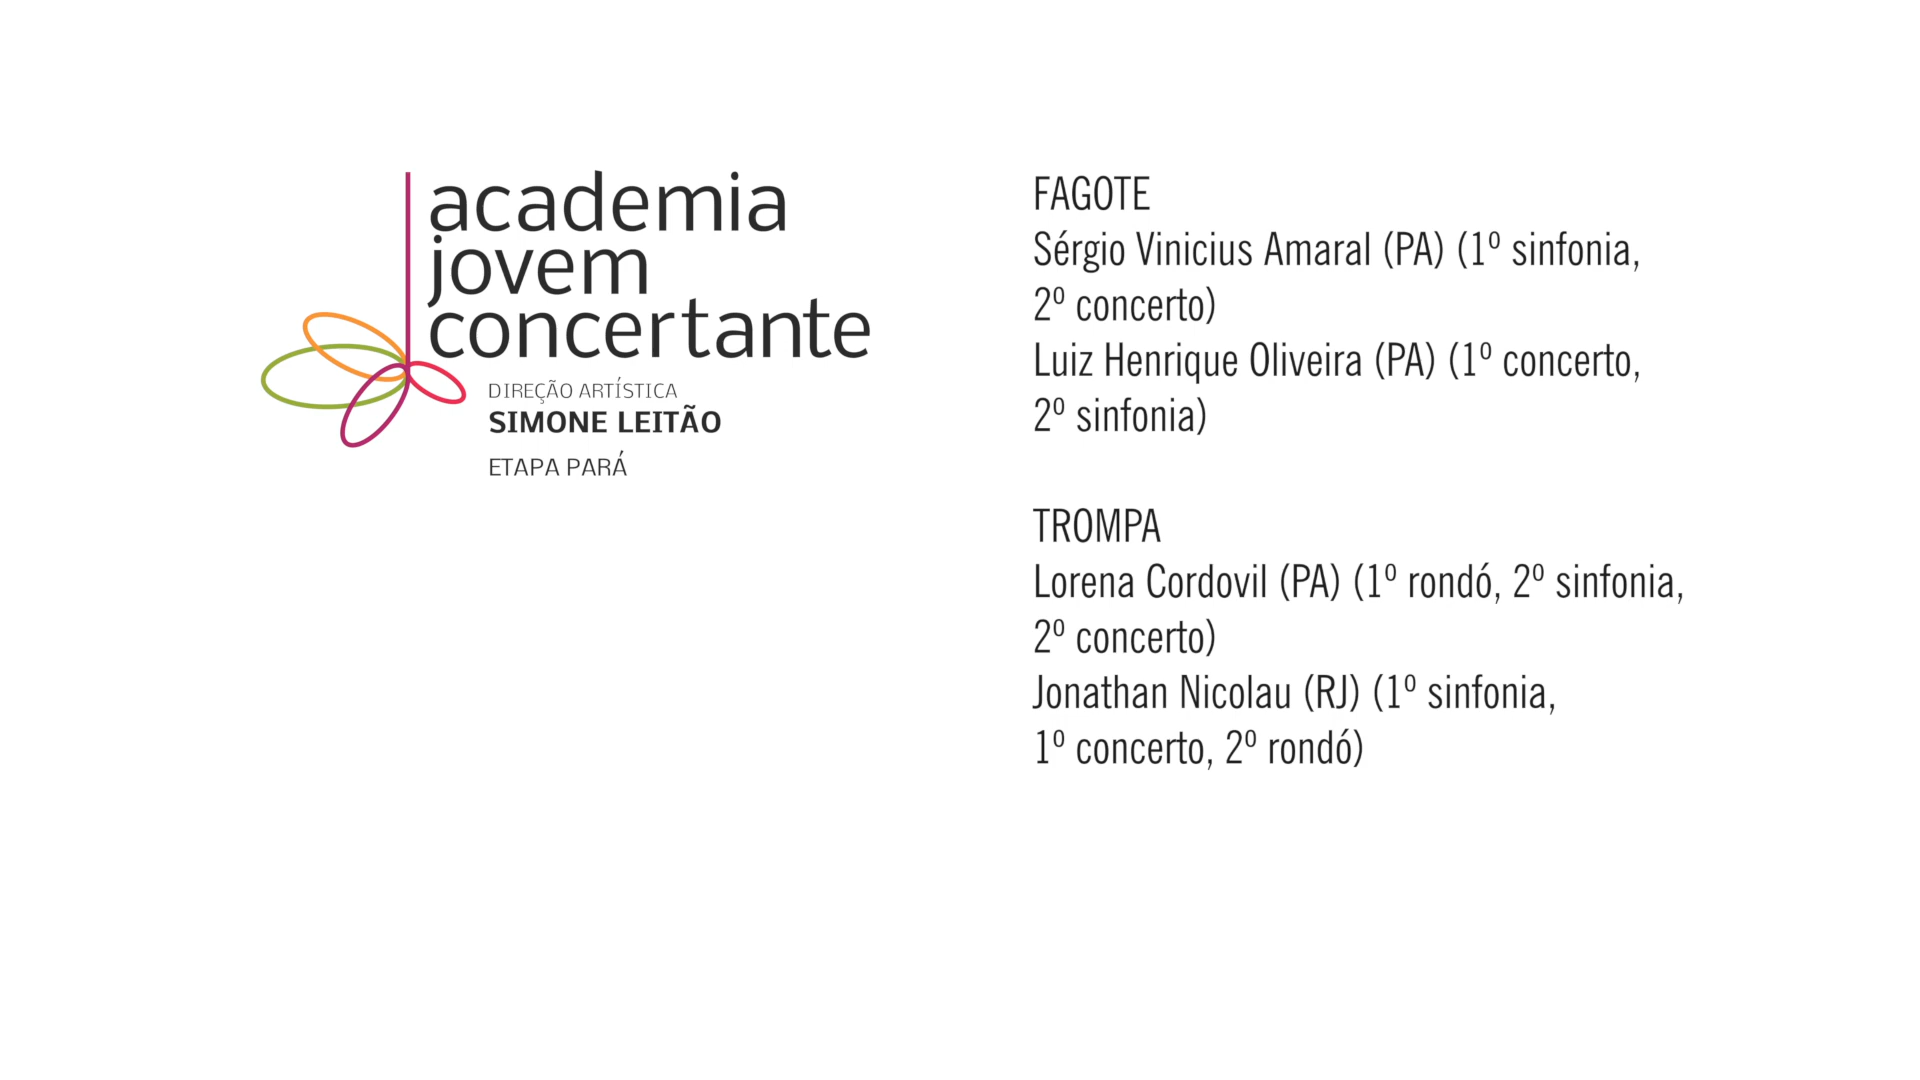 academia
jovem
concertante
DIREÇÃO ARTÍSTICA
SIMONE LEITÃO
ETAPA PARÁ
FAGOTE
Sérgio Vinicius Amaral (PA) (1º sinfonia,
2º concerto)
Luiz Henrique Oliveira (PA) (1º concerto,
2º sinfonia)
TROMPA
Lorena Cordovil (PA) (1º rondó, 2º sinfonia,
2º concerto)
Jonathan Nicolau (RJ) (1º sinfonia,
1º concerto, 2º rondó)